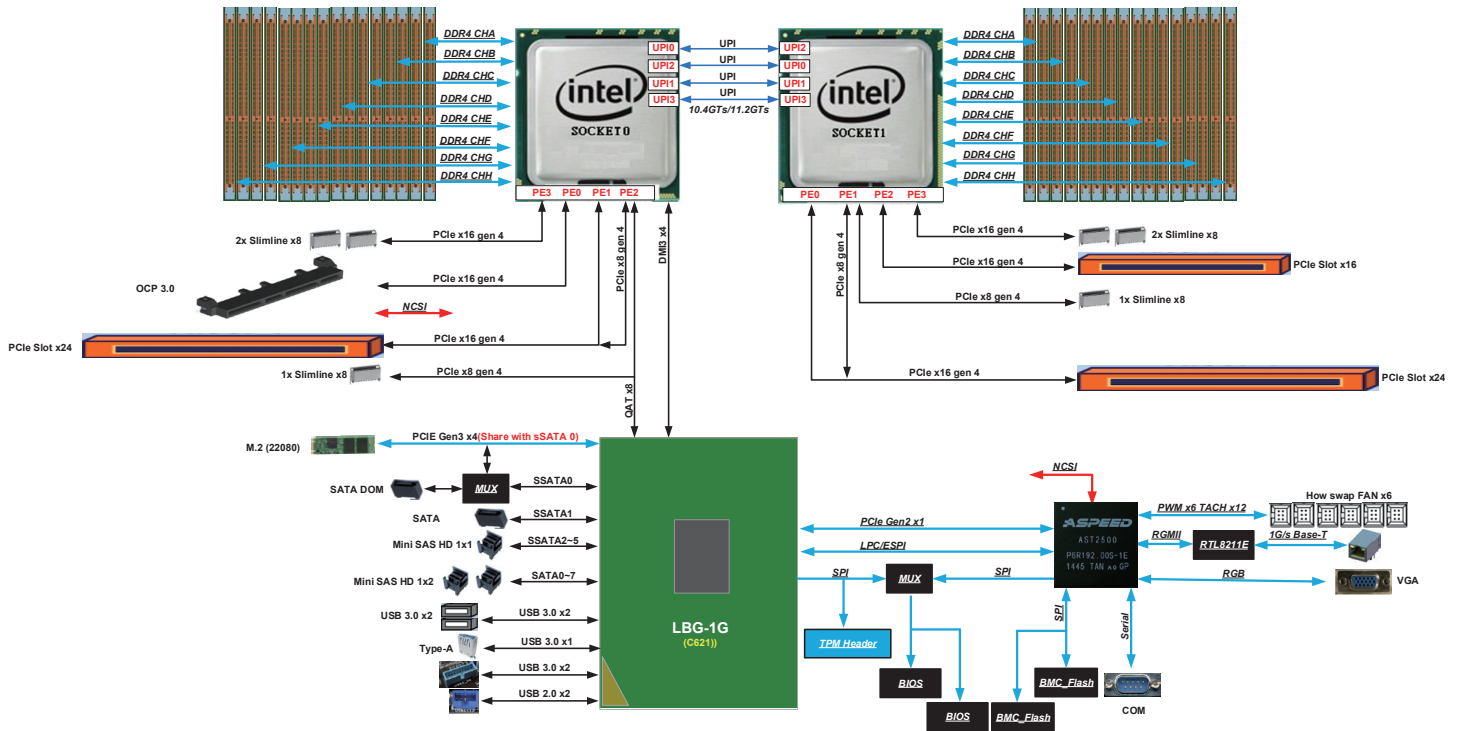 DDR4 CHA
DDR4 CHB
DDR4 CHC
DDR4 CHD
DDR4 CHE
DDR4 CHF
DDR4 CHG
DDR4 CHH
intel
SOCKET0
UPI0
UPI2
UPI1
UPI3
PE3 PE0 PE1 PE2
UPI
UPI
UPI
UPI
10.4GTs/11.2GTs
UPI2
UPI0
UPI1
UPI3
intel
SOCKET1
PE0 PE1 PE2 PE3
DDR4 CHA
DDR4 CHB
DDR4 CHC
DDR4 CHD
DDR4 CHE
DDR4 CHF
DDR4 CHG
DDR4 CHH
2x Slimline x8
PCIe x16 gen 4
OCP 3.0
PCIe x16 gen 4
NCSI
PCIe Slot x24
PCIe x16 gen 4
1x Slimline x8
PCIe x8 gen 4
PCIe x8 gen 4
DMI3 x4
QAT x8
PCIe x8 gen 4
PCIe x16 gen 4
2x Slimline x8
PCIe x16 gen 4
PCIe Slot x16
PCIe x8 gen 4
1x Slimline x8
PCIe x16 gen 4
PCIe Slot x24
M.2 (22080)
PCIE Gen3 x4(Share with sSATA 0)
SATA DOM
MUX
SSATA0
SATA
SSATA1
Mini SAS HD 1x1
SSATA2~5
Mini SAS HD 1x2
SATA0~7
USB 3.0 x2
USB 3.0 x2
Type-A
USB 3.0 x1
USB 3.0 x2
USB 2.0 x2
LBG-1G
(C621))
PCIe Gen2 x1
LPC/ESPI
SPI
MUX
SPI
TPM Header
BIOS
BIOS
NCSI
ASPEED
AST2500
P6R192.00S-1E
1445 TAN A0 GP
PWM x6 TACH x12
How swap FAN x6
RGMII
RTL8211E
1G/s Base-T
RGB
VGA
SPI
Serial
BMC_Flash
BMC_Flash
COM